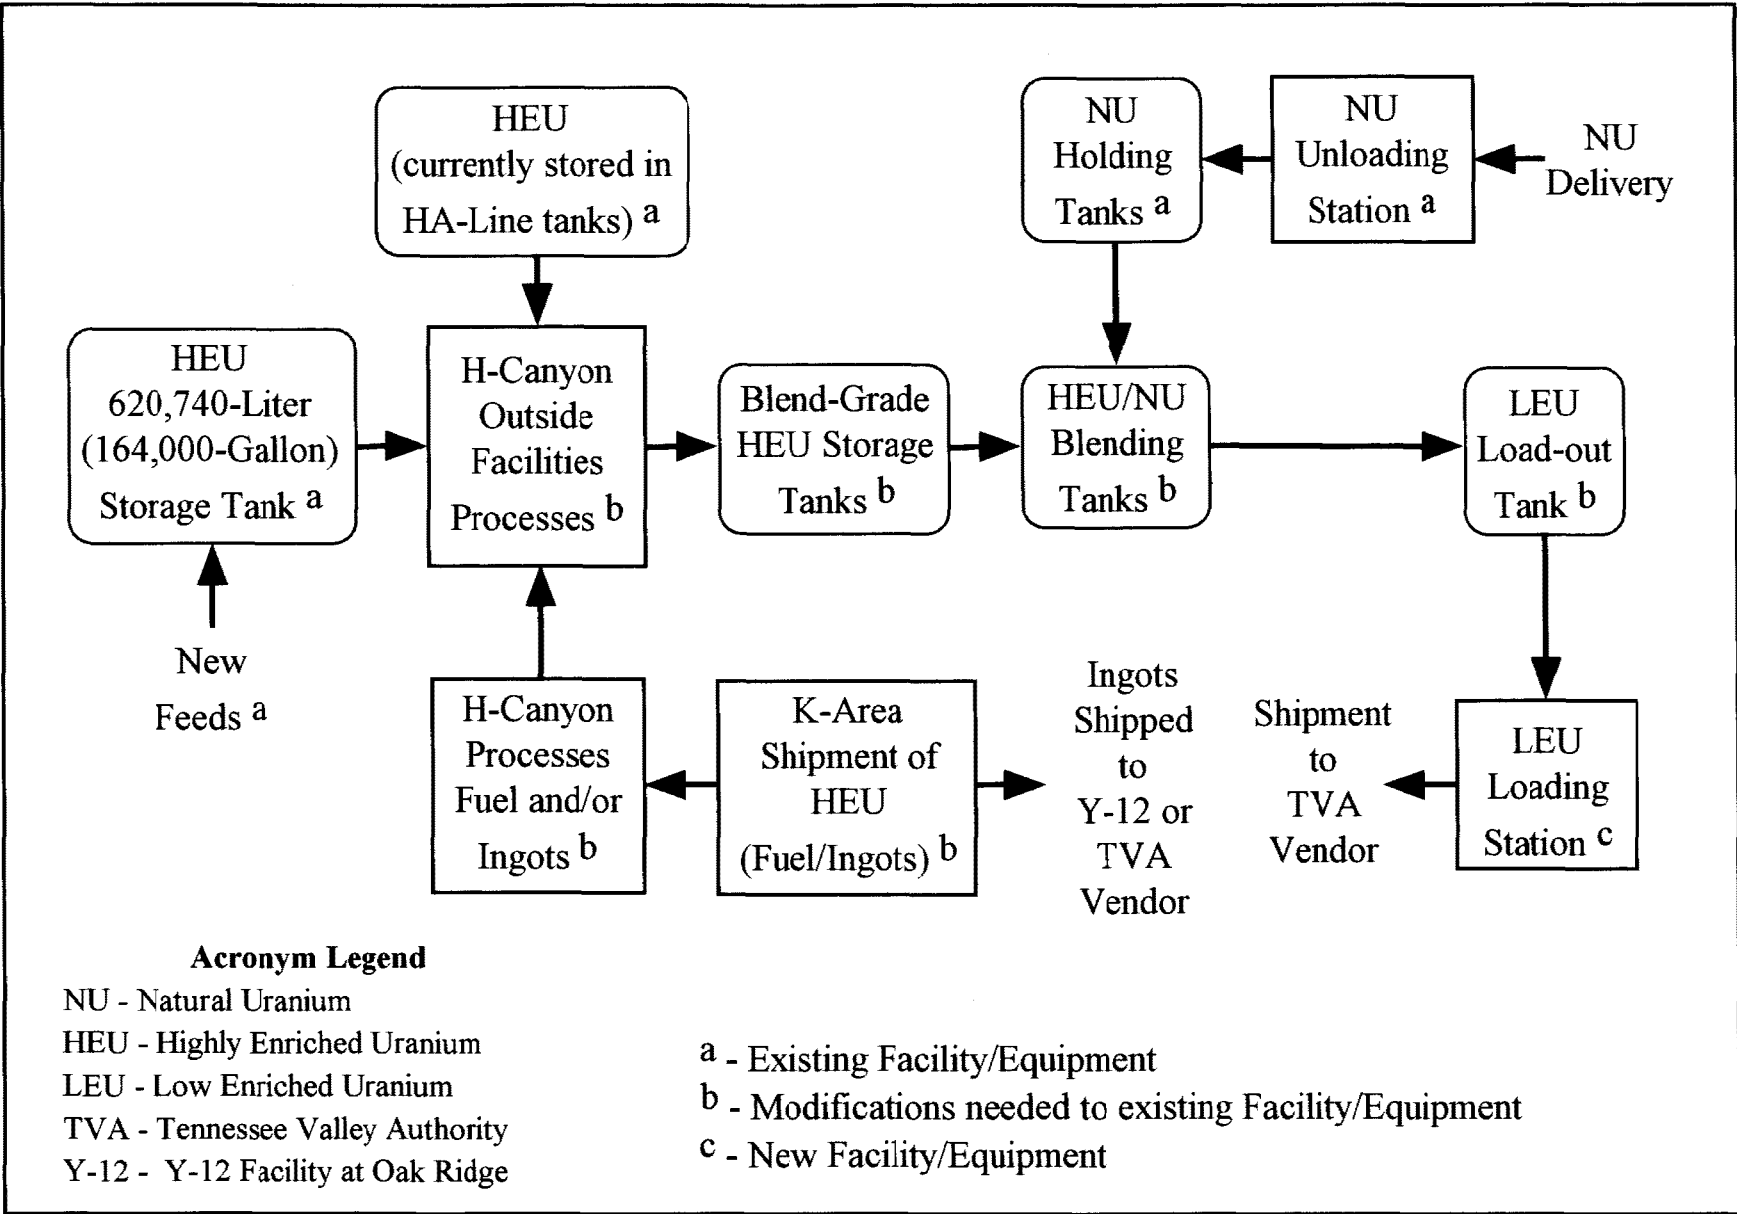 HEU
(currently stored in
HA-Line tanks) a
NU
Holding
Tanks a
NU
Unloading
Station a
NU
Delivery
HEU
620,740-Liter
(164,000-Gallon)
Storage Tank a
H-Canyon
Outside
Facilities
Processes b
Blend-Grade
HEU Storage
Tanks b
HEU/NU
Blending
Tanks b
LEU
Load-out
Tank b
New
Feeds a
H-Canyon
Processes
Fuel and/or
Ingots b
K-Area
Shipment of
HEU
(Fuel/Ingots) b
Ingots
Shipped
to
Y-12 or
TVA
Vendor
Shipment
to
TVA
Vendor
LEU
Loading
Station c
Acronym Legend
NU - Natural Uranium
HEU - Highly Enriched Uranium
LEU - Low Enriched Uranium
TVA - Tennessee Valley Authority
Y-12 - Y-12 Facility at Oak Ridge
a - Existing Facility/Equipment
b - Modifications needed to existing Facility/Equipment
c - New Facility/Equipment